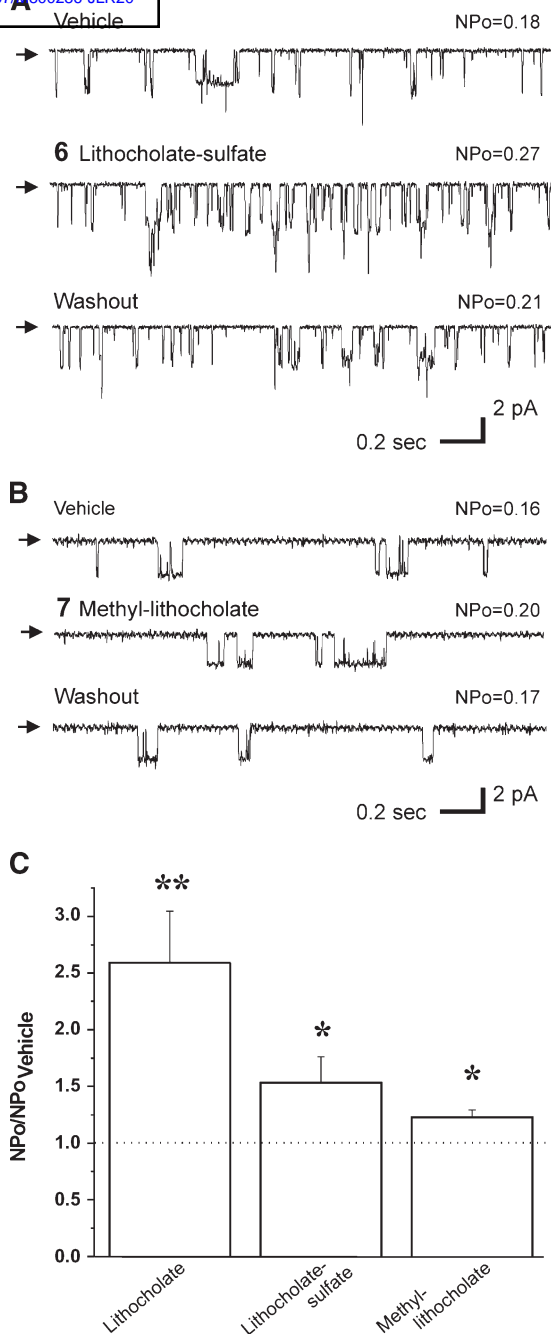 A
Vehicle NPo=0.18
6 Lithocholate-sulfate NPo=0.27
Washout NPo=0.21
2 pA
0.2 sec
B
Vehicle NPo=0.16
7 Methyl-lithocholate NPo=0.20
Washout NPo=0.17
2 pA
0.2 sec
C
** 
*
*
3.0
2.5
2.0
1.5
1.0
0.5
0.0
NPo/NPoVehicle
Lithocholate
Lithocholate-
sulfate
Methyl-
lithocholate